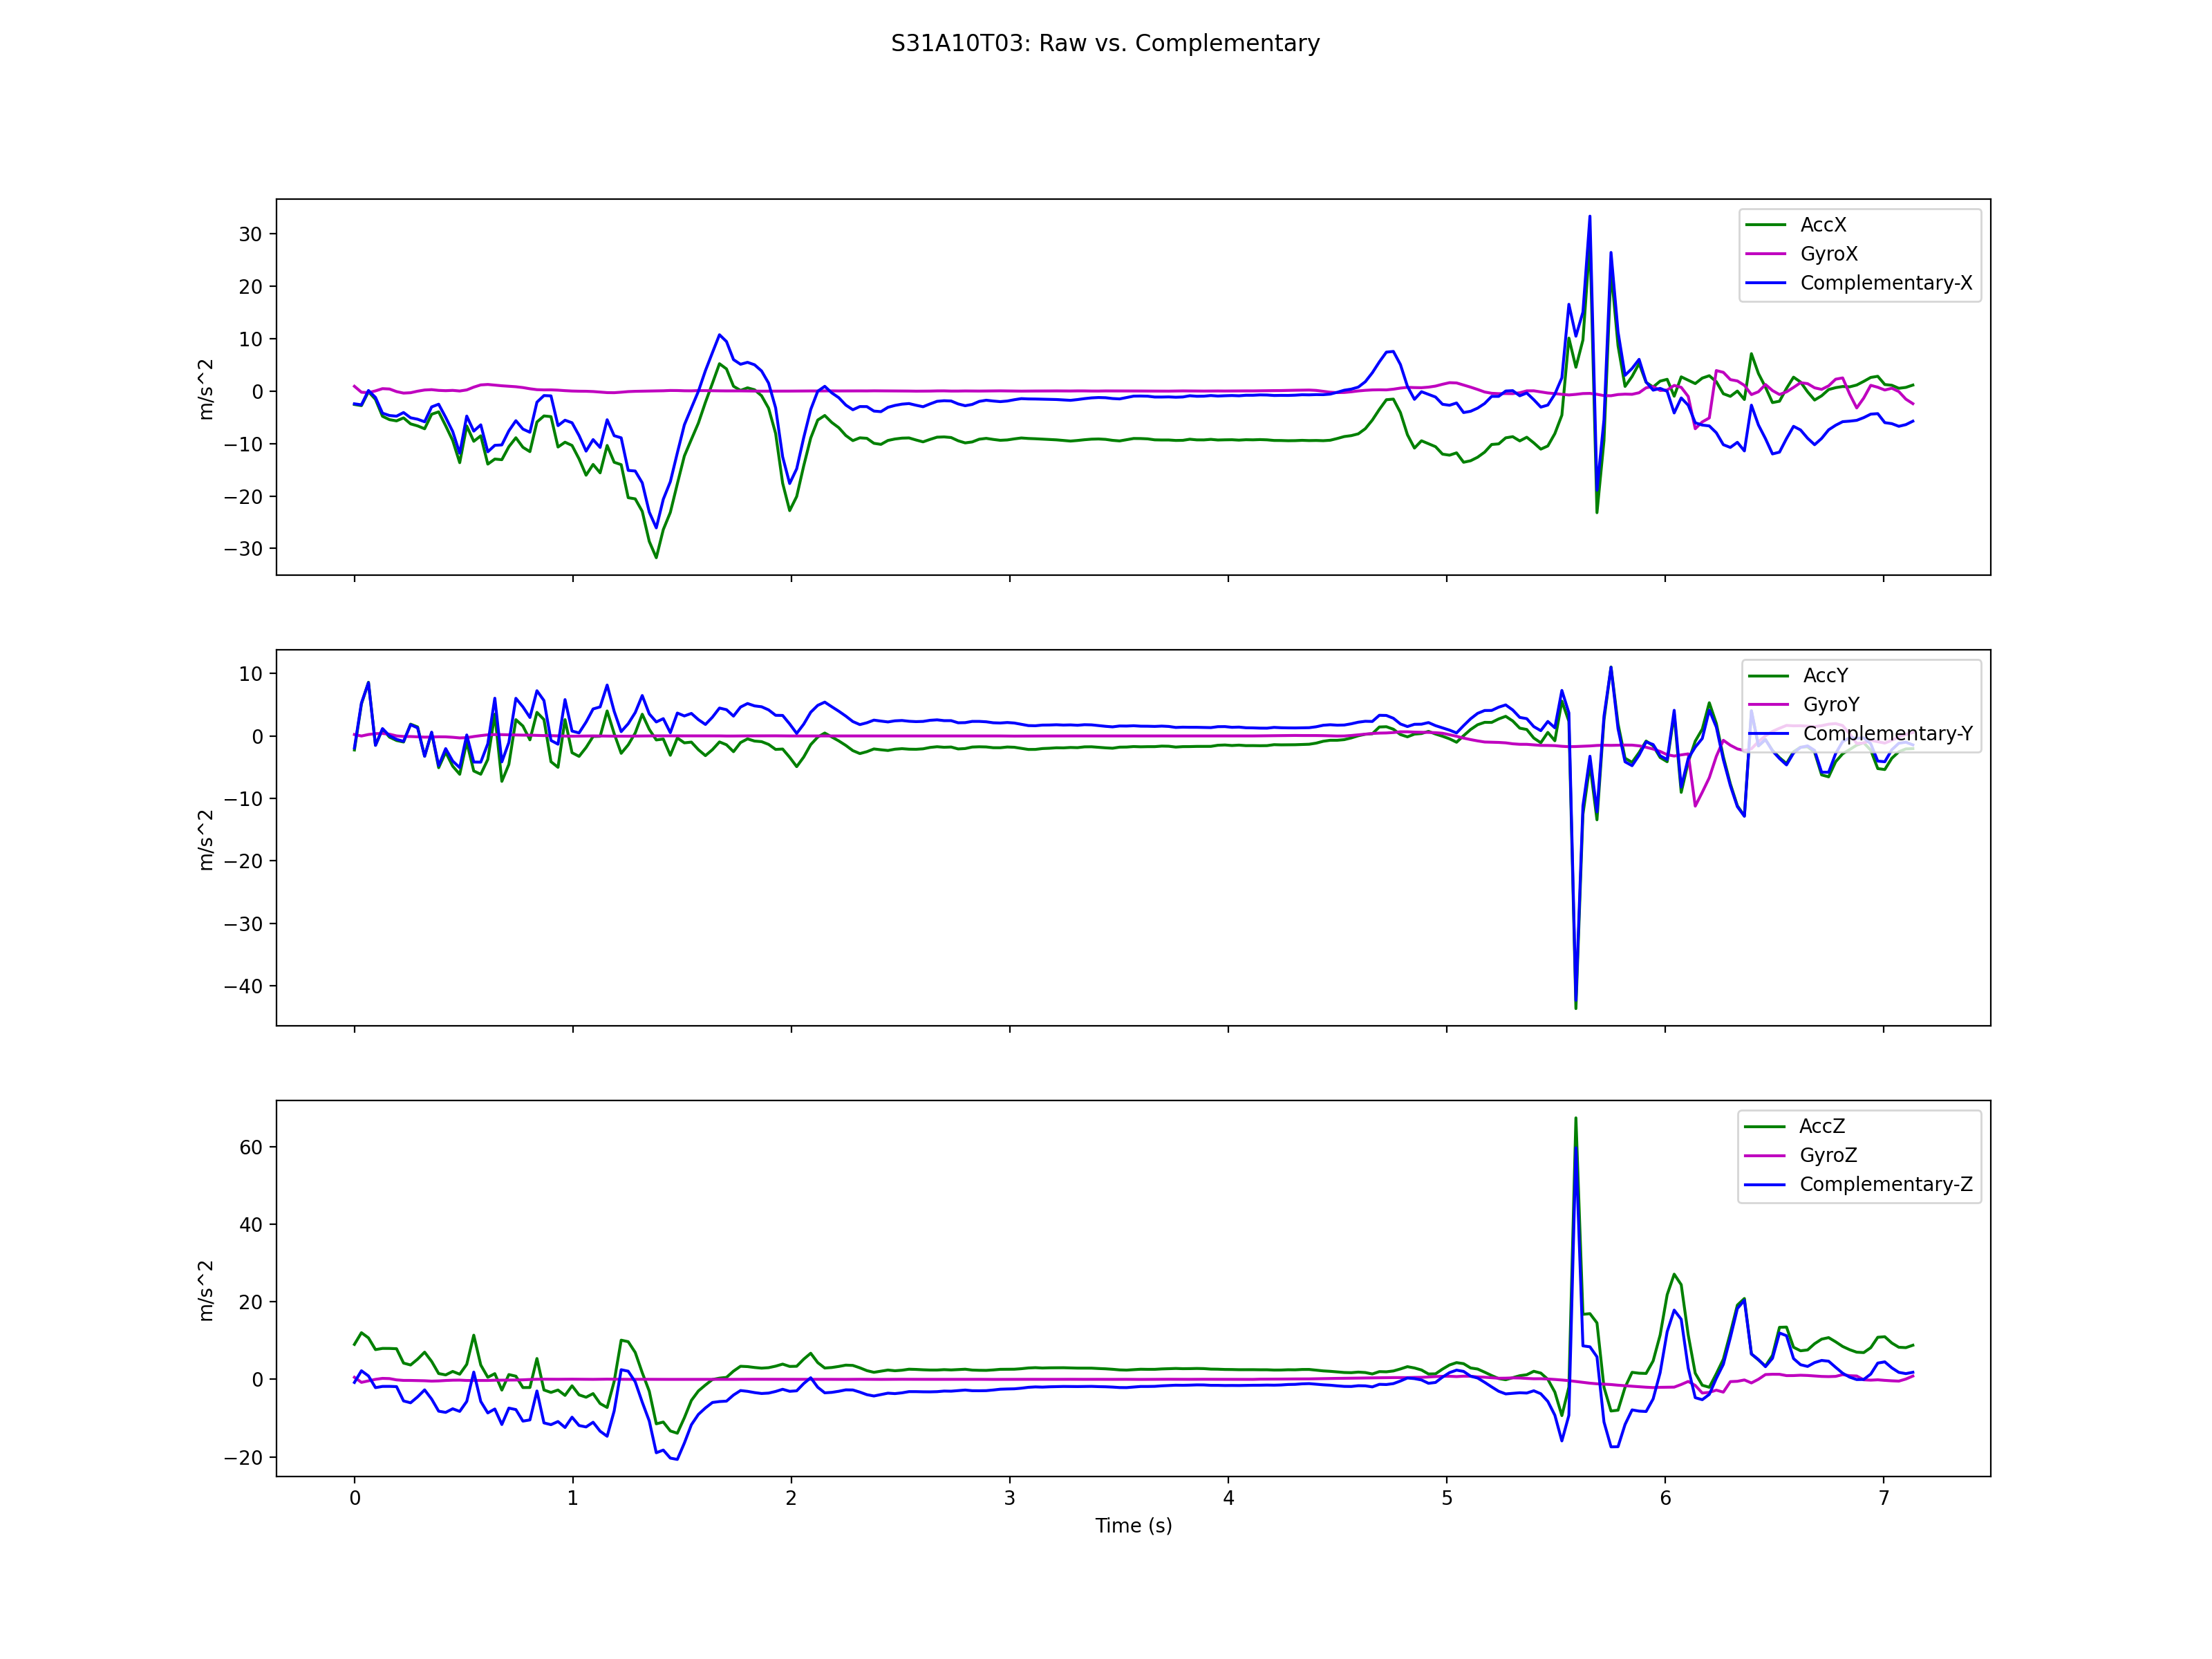 S31A10T03: Raw vs. Complementary
30
20
10
0
−10
−20
−30
m/s^2
AccX
GyroX
Complementary-X
10
0
−10
−20
−30
−40
m/s^2
AccY
GyroY
Complementary-Y
60
40
20
0
−20
m/s^2
AccZ
GyroZ
Complementary-Z
0 1 2 3 4 5 6 7
Time (s)